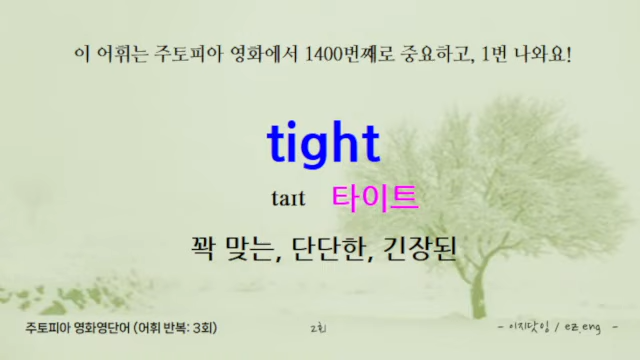 이 어휘는 주토피아 영화에서 1400번째로 중요하고, 1번 나와요!
tight
taɪt 타이트
꽉 맞는, 단단한, 긴장된
주토피아 영화영단어 (어휘 반복: 3회) 2회 - 이지닷잉 / ez.eng -